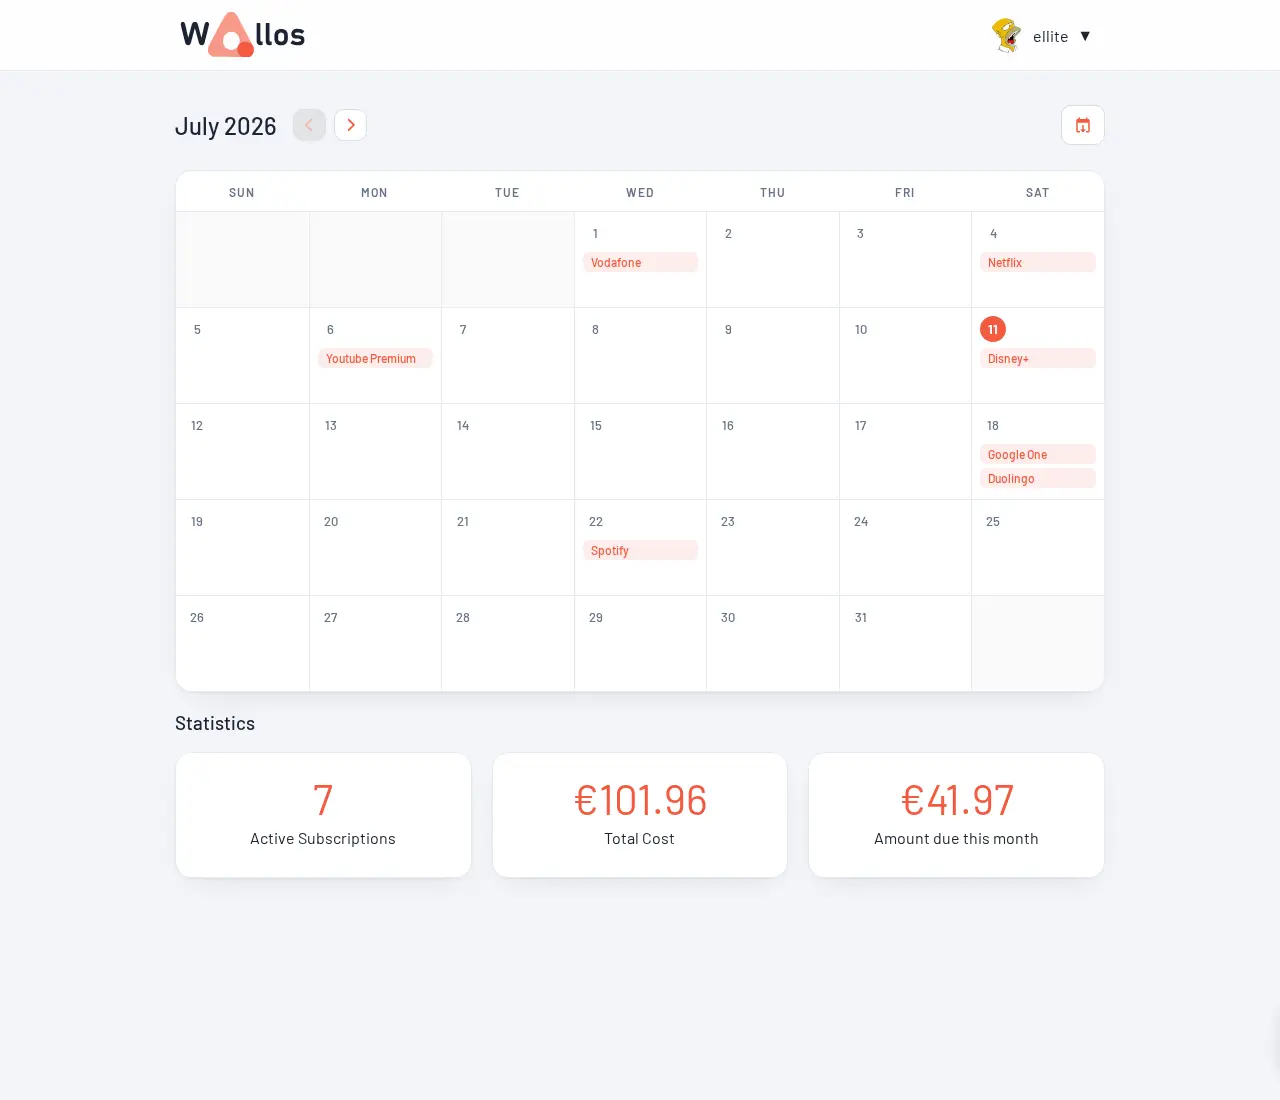 Wallos
ellite ▼
July 2026
SUN MON TUE WED THU FRI SAT
1 2 3 4
Vodafone Netflix
5 6 7 8 9 10 11
Youtube Premium Disney+
12 13 14 15 16 17 18
Google One
Duolingo
19 20 21 22 23 24 25
Spotify
26 27 28 29 30 31
Statistics
7 €101.96 €41.97
Active Subscriptions Total Cost Amount due this month